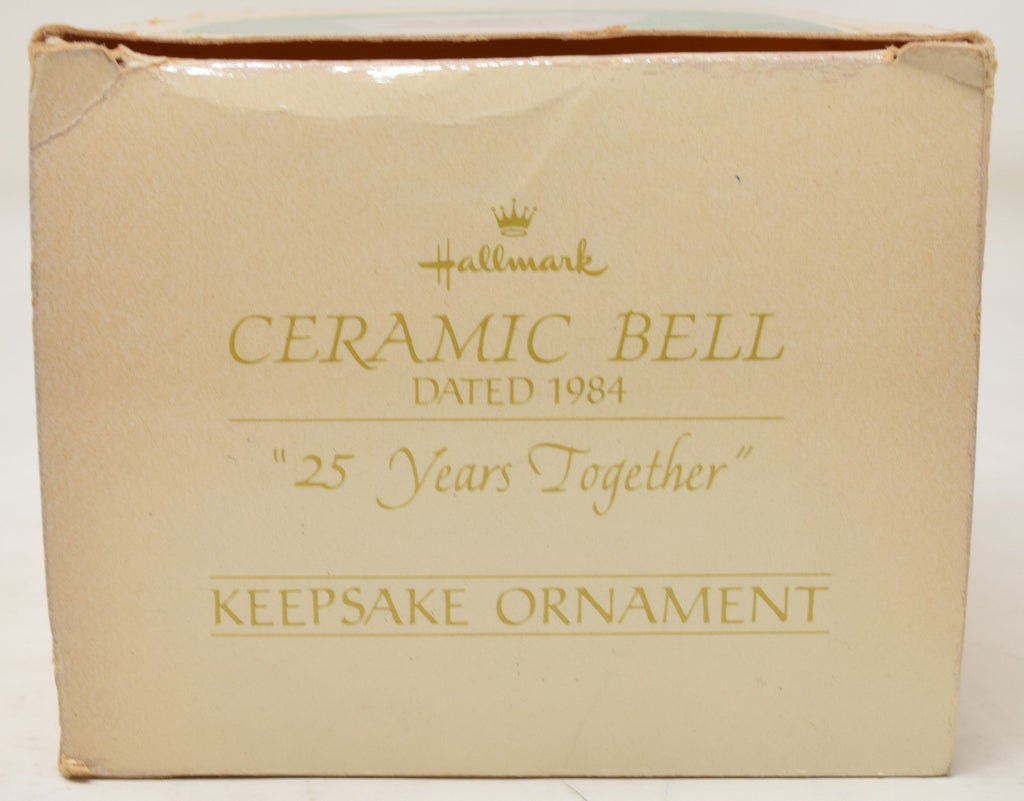 Hallmark
CERAMIC BELL
DATED 1984
"25 Years Together"
KEEPSAKE ORNAMENT